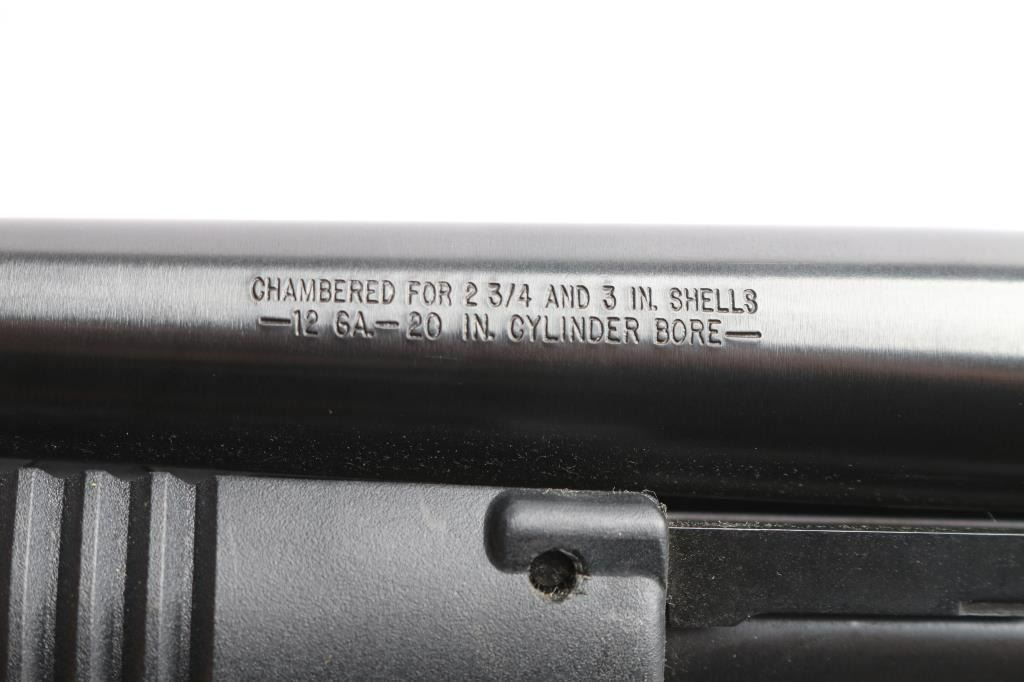 CHAMBERED FOR 2 3/4 AND 3 IN. SHELLS
—12 GA.—20 IN. CYLINDER BORE—